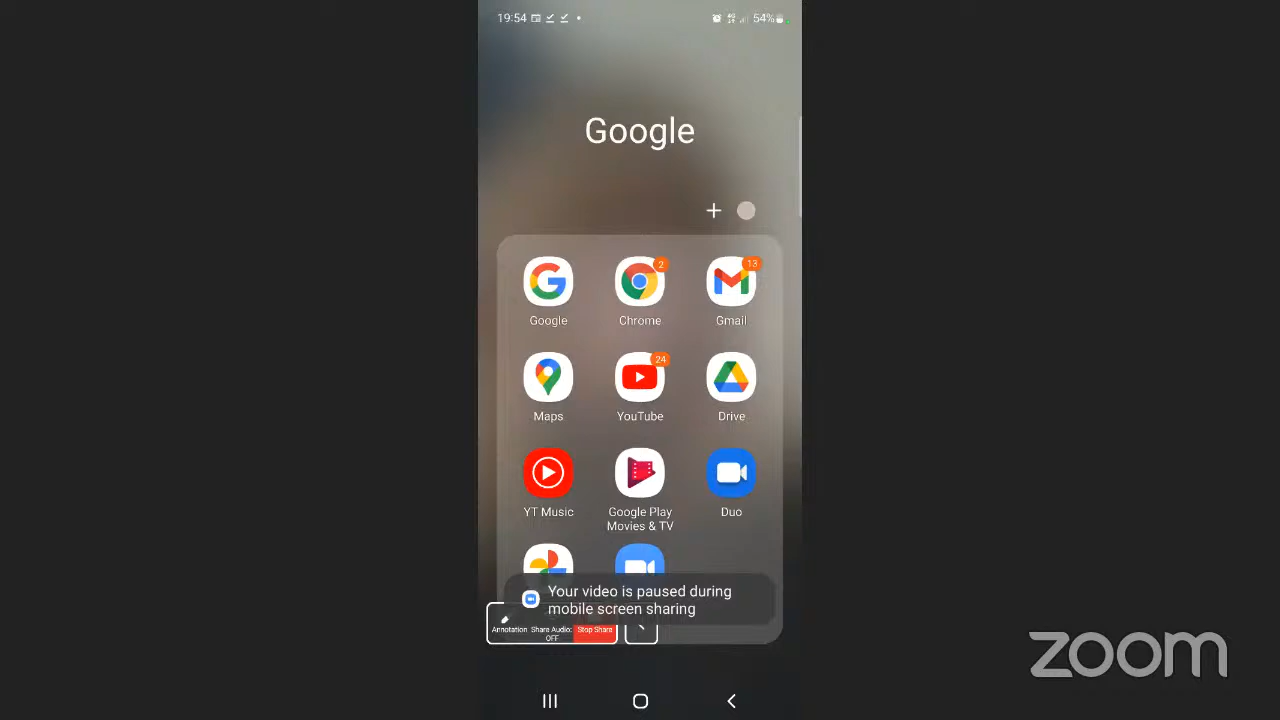 19:54
54%
Google
2
13
Google
Chrome
Gmail
24
Maps
YouTube
Drive
YT Music
Google Play
Movies & TV
Duo
Your video is paused during
mobile screen sharing
Annotation
Share Audio:
OFF
Stop Share
zoom